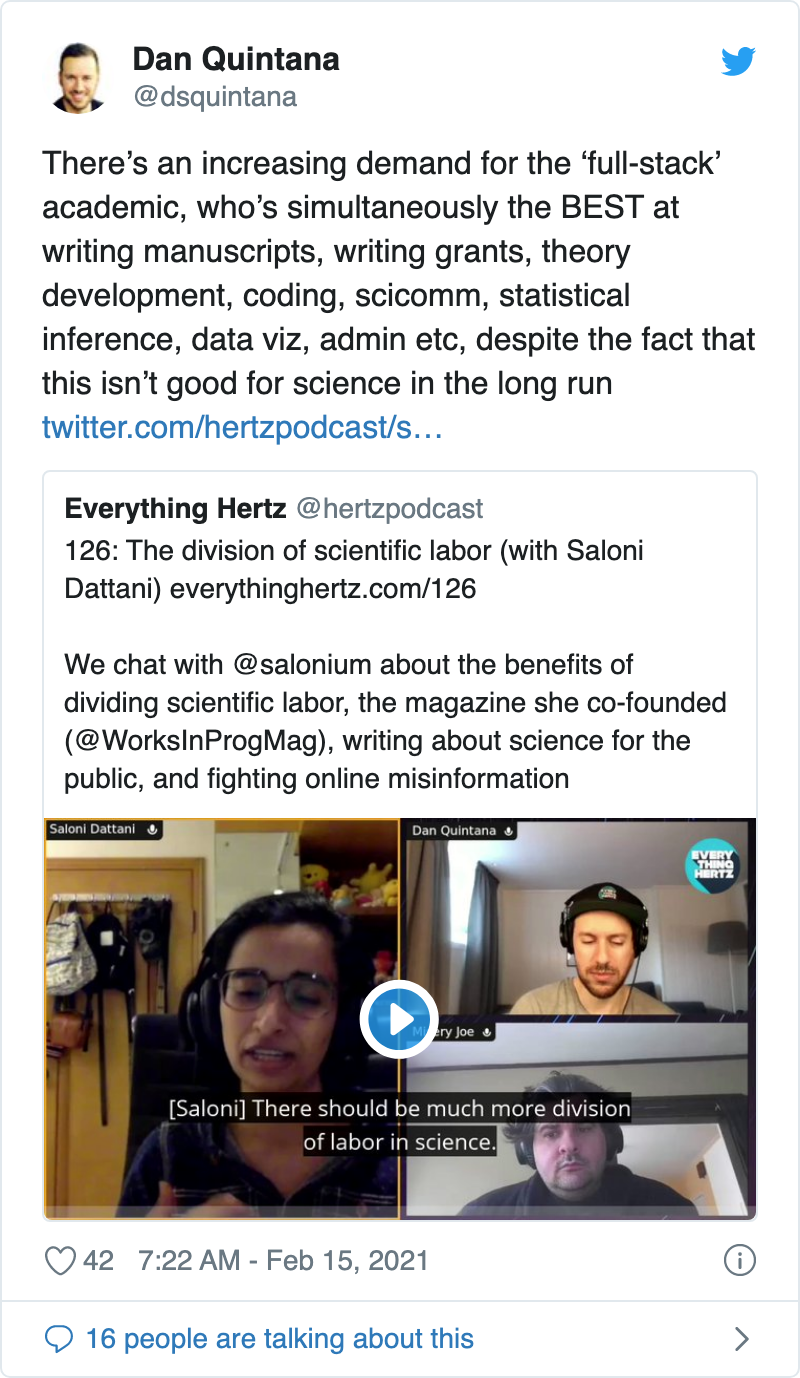 Dan Quintana
@dsquintana
There’s an increasing demand for the ‘full-stack’
academic, who’s simultaneously the BEST at
writing manuscripts, writing grants, theory
development, coding, scicomm, statistical
inference, data viz, admin etc, despite the fact that
this isn’t good for science in the long run
twitter.com/hertzpodcast/s…
Everything Hertz @hertzpodcast
126: The division of scientific labor (with Saloni
Dattani) everythinghertz.com/126
We chat with @salonium about the benefits of
dividing scientific labor, the magazine she co-founded
(@WorksInProgMag), writing about science for the
public, and fighting online misinformation
Saloni Dattani
Dan Quintana
EVERY
THING
HERTZ
Joe
[Saloni] There should be much more division
of labor in science.
42 7:22 AM - Feb 15, 2021
16 people are talking about this